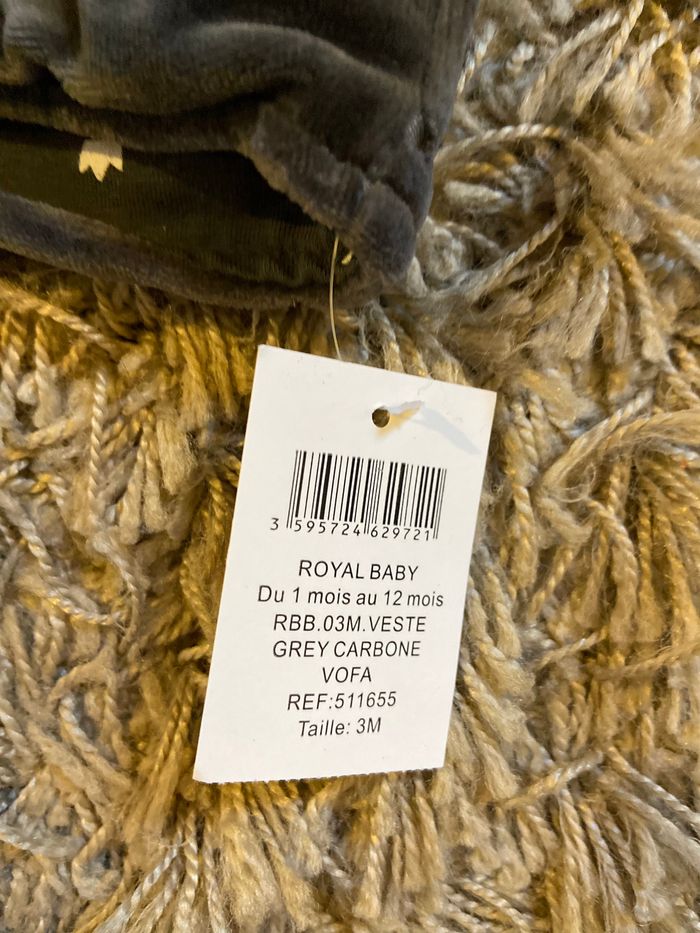 3 595724 629721
ROYAL BABY
Du 1 mois au 12 mois
RBB.03M.VESTE
GREY CARBONE
VOFA
REF:511655
Taille: 3M